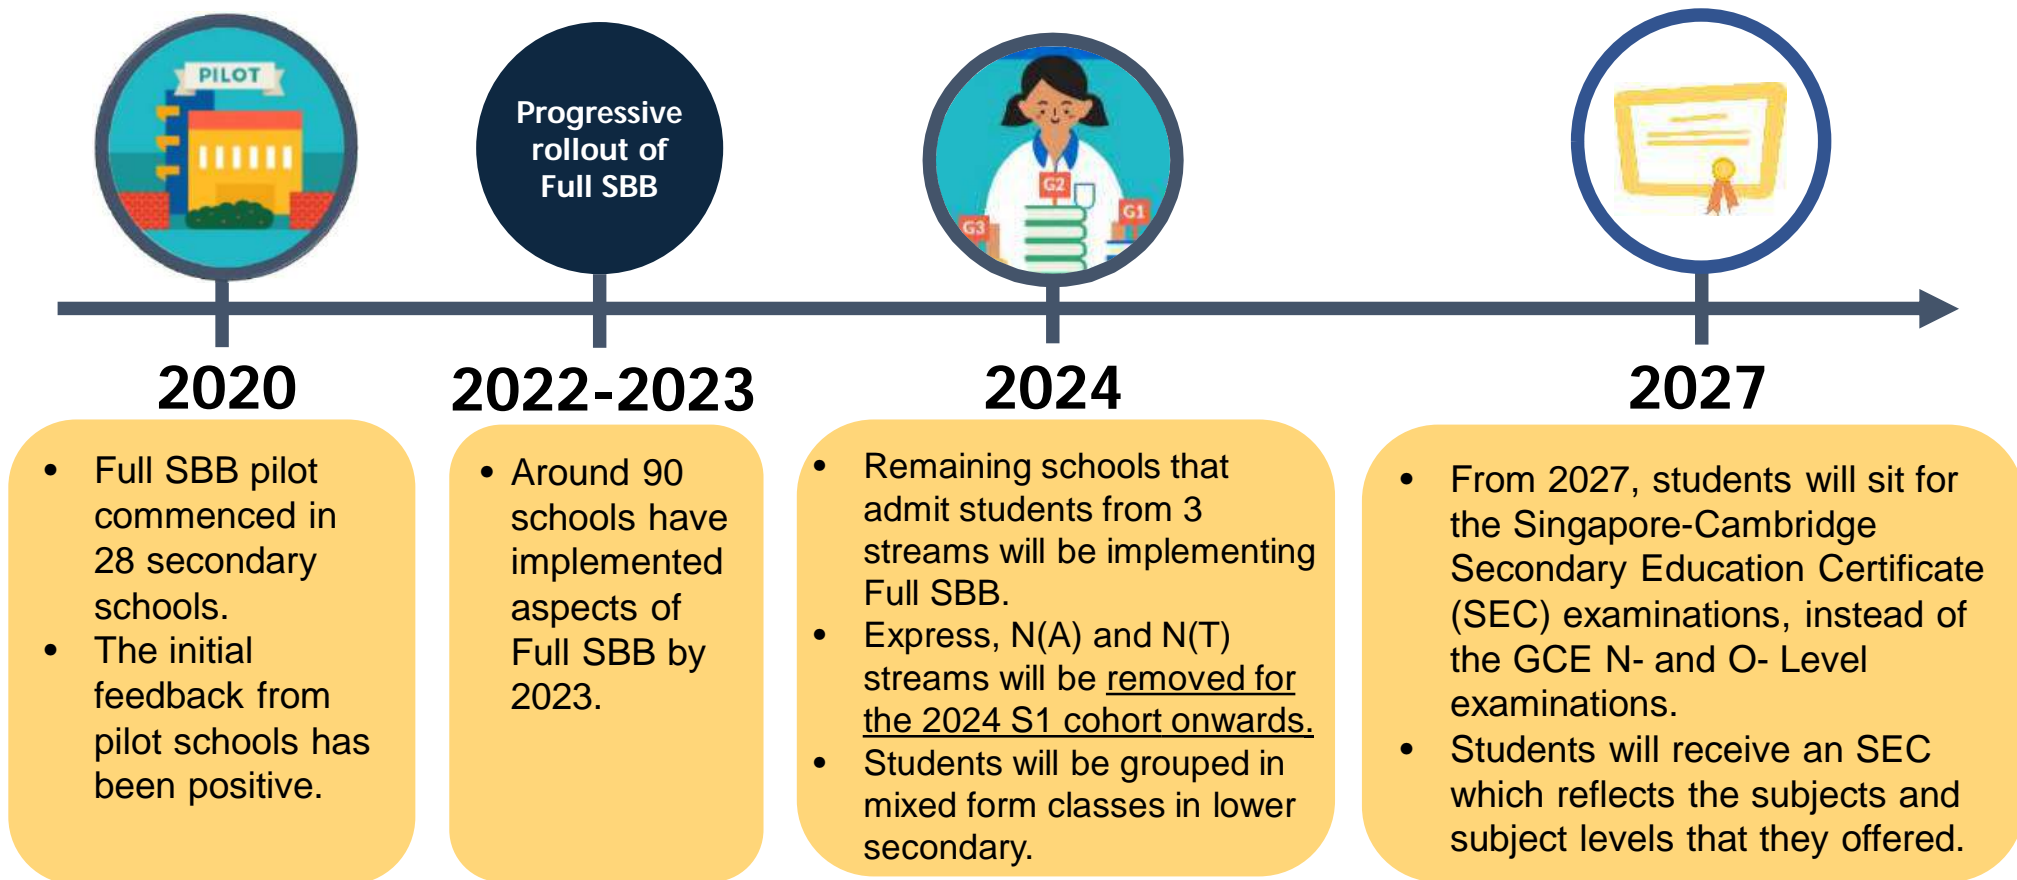 PILOT
Progressive
rollout of
Full SBB
G2
G1
G3
2020
2022-2023
2024
2027
• Full SBB pilot
commenced in
28 secondary
schools.
• The initial
feedback from
pilot schools has
been positive.
• Around 90
schools have
implemented
aspects of
Full SBB by
2023.
• Remaining schools that
admit students from 3
streams will be implementing
Full SBB.
• Express, N(A) and N(T)
streams will be removed for
the 2024 S1 cohort onwards.
• Students will be grouped in
mixed form classes in lower
secondary.
• From 2027, students will sit for
the Singapore-Cambridge
Secondary Education Certificate
(SEC) examinations, instead of
the GCE N- and O- Level
examinations.
• Students will receive an SEC
which reflects the subjects and
subject levels that they offered.